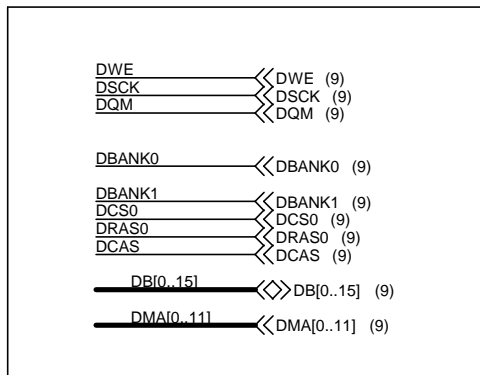 DWE DWE (9)
DSCK DSCK (9)
DQM DQM (9)
DBANK0 DBANK0 (9)
DBANK1 DBANK1 (9)
DCS0 DCS0 (9)
DRAS0 DRAS0 (9)
DCAS DCAS (9)
DB[0..15] DB[0..15] (9)
DMA[0..11] DMA[0..11] (9)